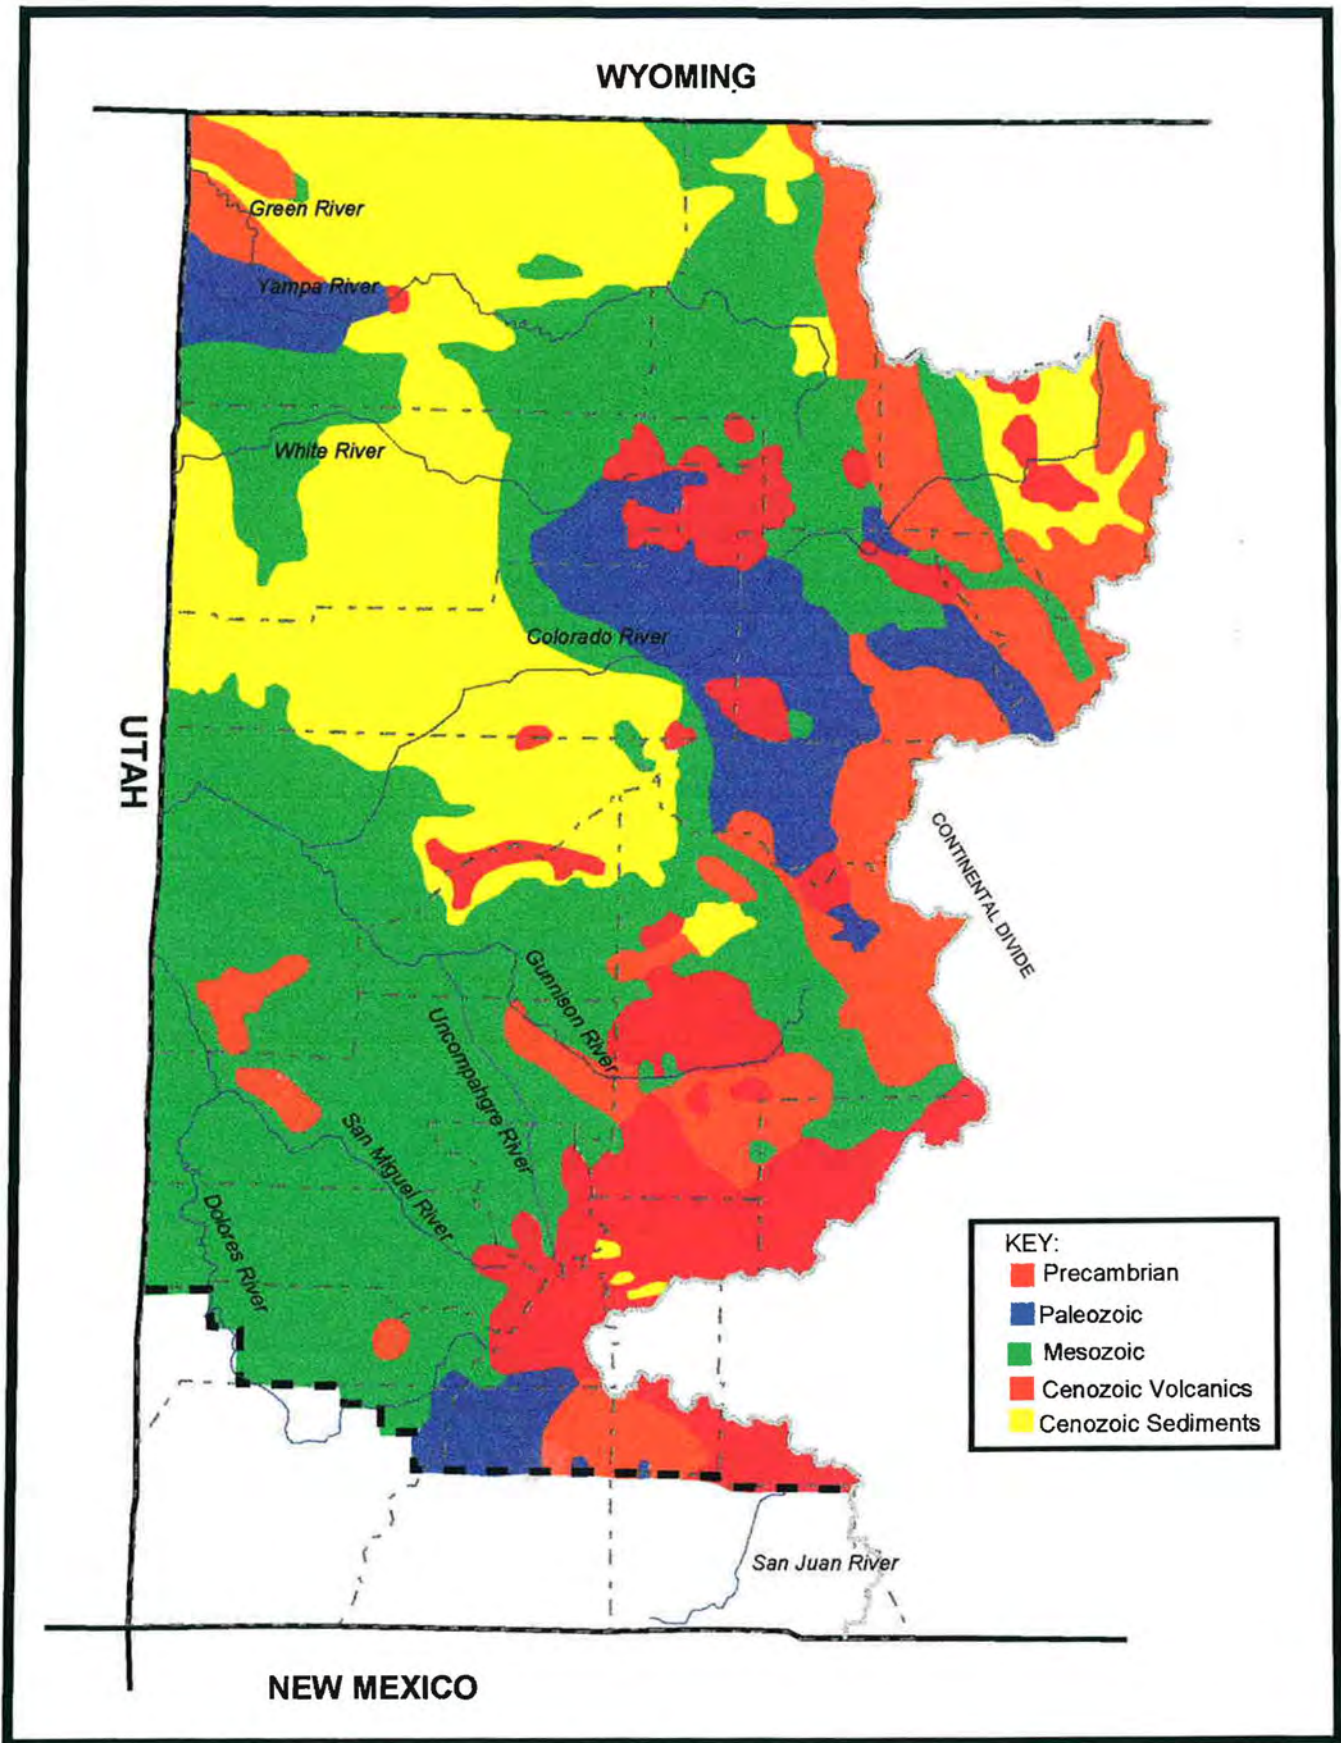 WYOMING
Green River
Yampa River
White River
Colorado River
UTAH
CONTINENTAL DIVIDE
Gunnison River
Uncompahgre River
San Miguel River
Dolores River
KEY:
Precambrian
Paleozoic
Mesozoic
Cenozoic Volcanics
Cenozoic Sediments
San Juan River
NEW MEXICO